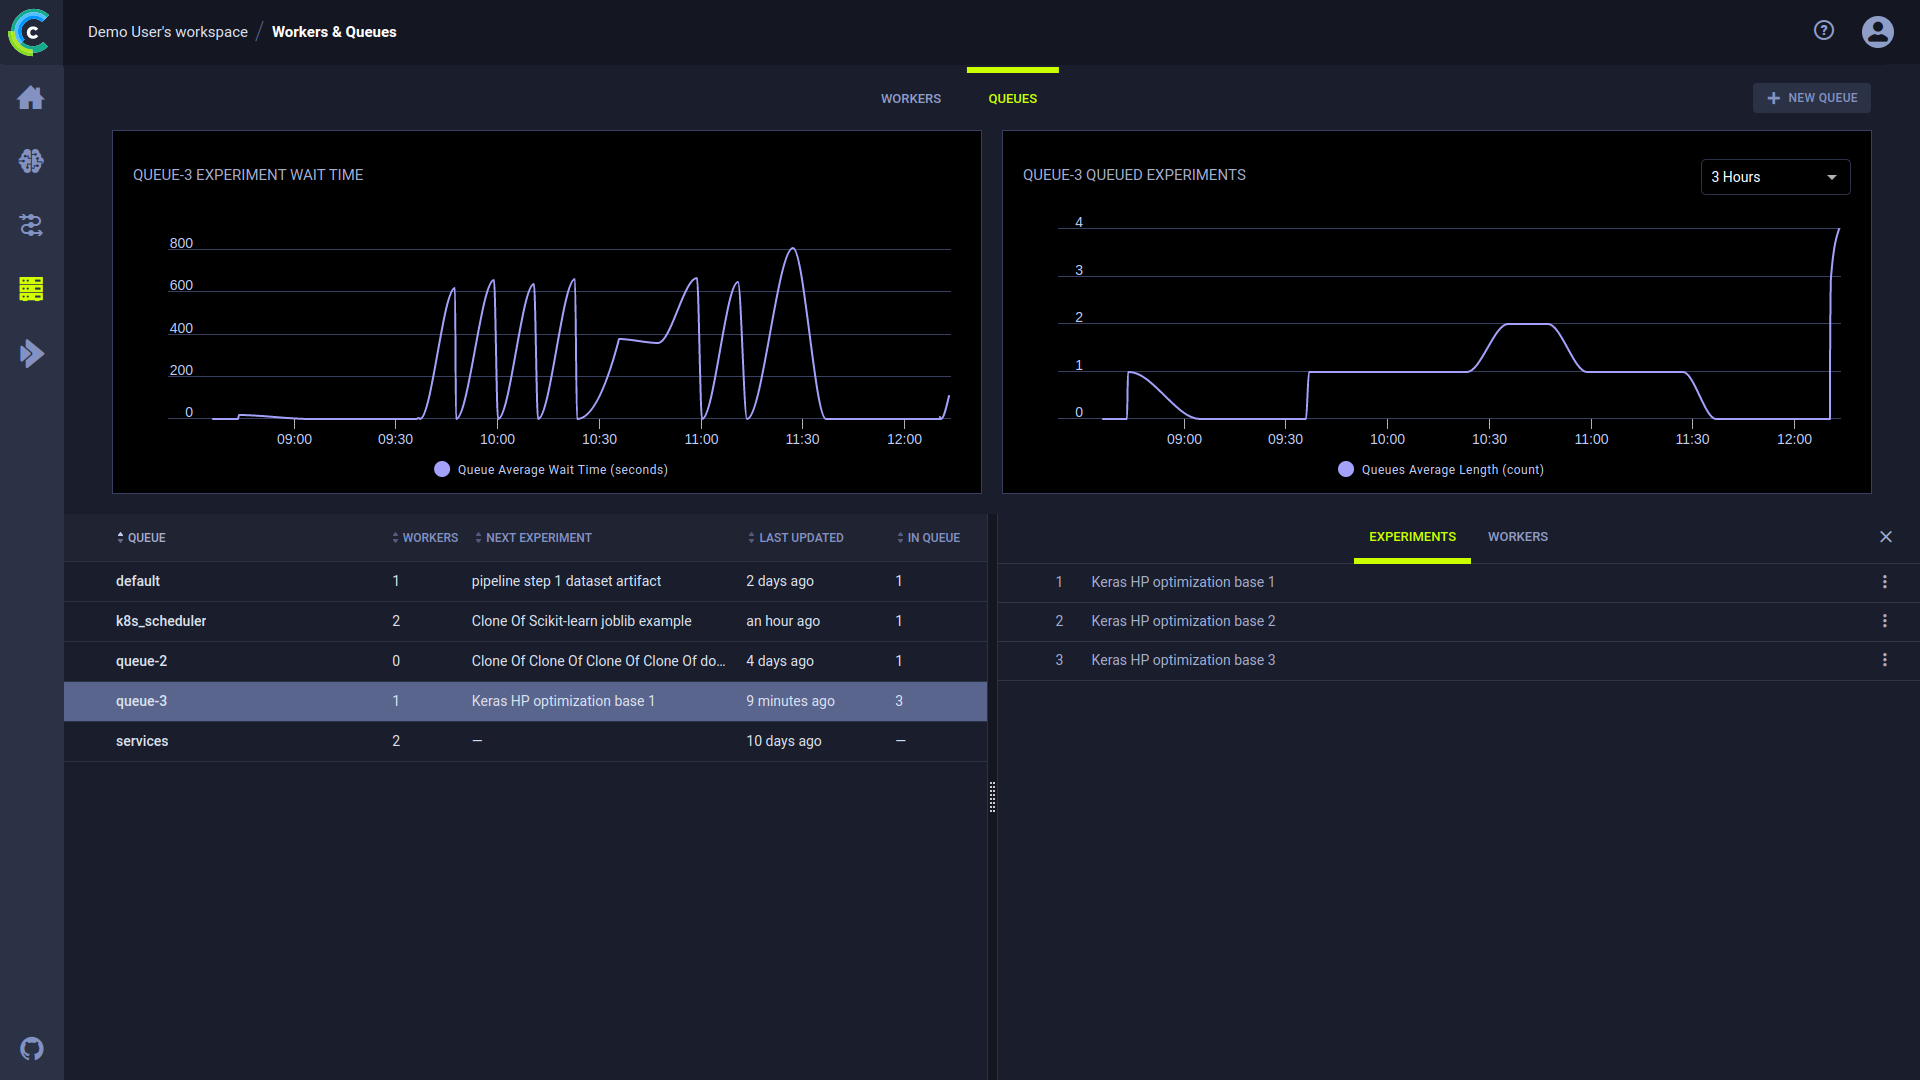 Demo User's workspace / Workers & Queues
WORKERS QUEUES
+ NEW QUEUE
QUEUE-3 EXPERIMENT WAIT TIME
800
600
400
200
0
09:00 09:30 10:00 10:30 11:00 11:30 12:00
Queue Average Wait Time (seconds)
QUEUE-3 QUEUED EXPERIMENTS
3 Hours
4
3
2
1
0
09:00 09:30 10:00 10:30 11:00 11:30 12:00
Queues Average Length (count)
QUEUE WORKERS NEXT EXPERIMENT LAST UPDATED IN QUEUE
default 1 pipeline step 1 dataset artifact 2 days ago 1
k8s_scheduler 2 Clone Of Scikit-learn joblib example an hour ago 1
queue-2 0 Clone Of Clone Of Clone Of Clone Of do... 4 days ago 1
queue-3 1 Keras HP optimization base 1 9 minutes ago 3
services 2 — 10 days ago —
EXPERIMENTS WORKERS
1 Keras HP optimization base 1
2 Keras HP optimization base 2
3 Keras HP optimization base 3